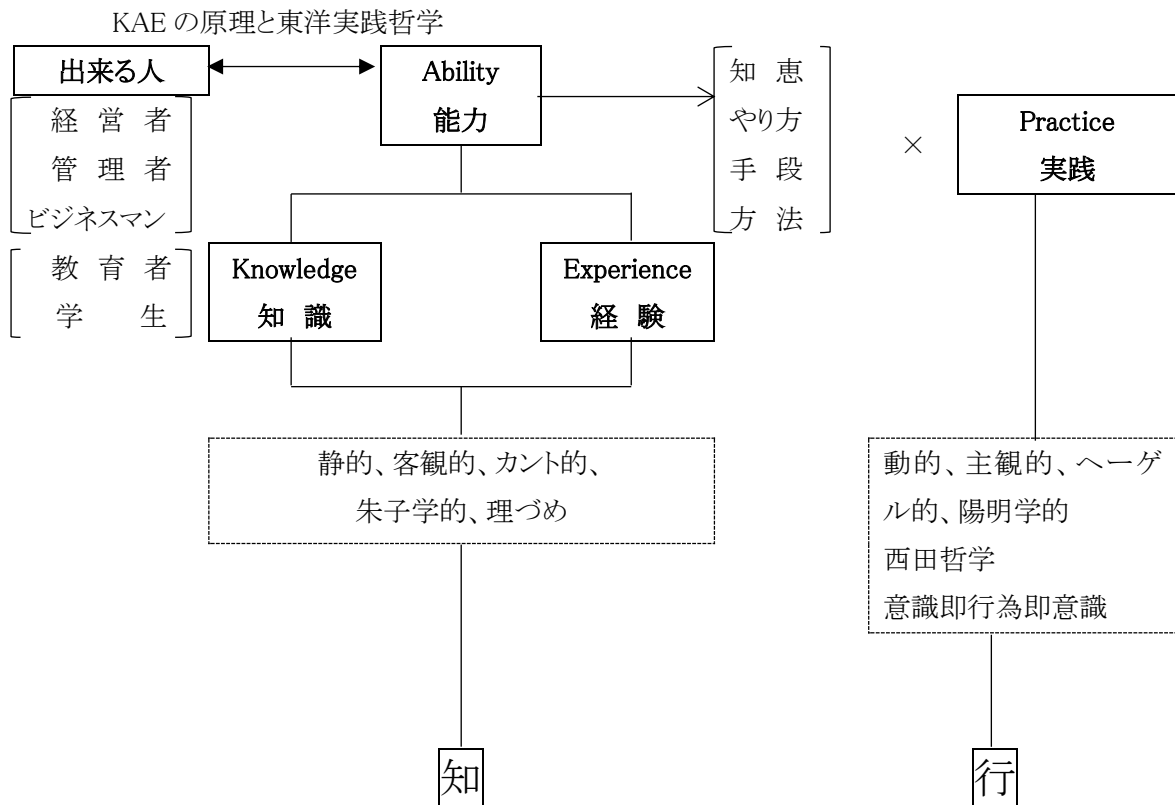 KAE の原理と東洋実践哲学
出来る人
経 営 者
管 理 者
ビジネスマン
教 育 者
学 生
Ability
能力
知 恵
やり方
手 段
方 法
×
Practice
実践
Knowledge
知 識
Experience
経 験
静的、客観的、カント的、
朱子学的、理づめ
動的、主観的、ヘーゲ
ル的、陽明学的
西田哲学
意識即行為即意識
知
行